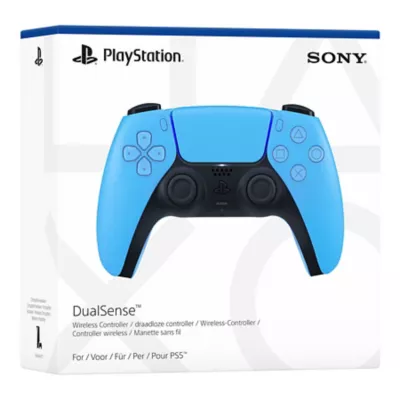 PlayStation®
SONY
DualSense™
Wireless Controller / draadloze controller / Wireless-Controller /
Controller wireless / Manette sans fil
For / Voor / Für / Per / Pour PS5™